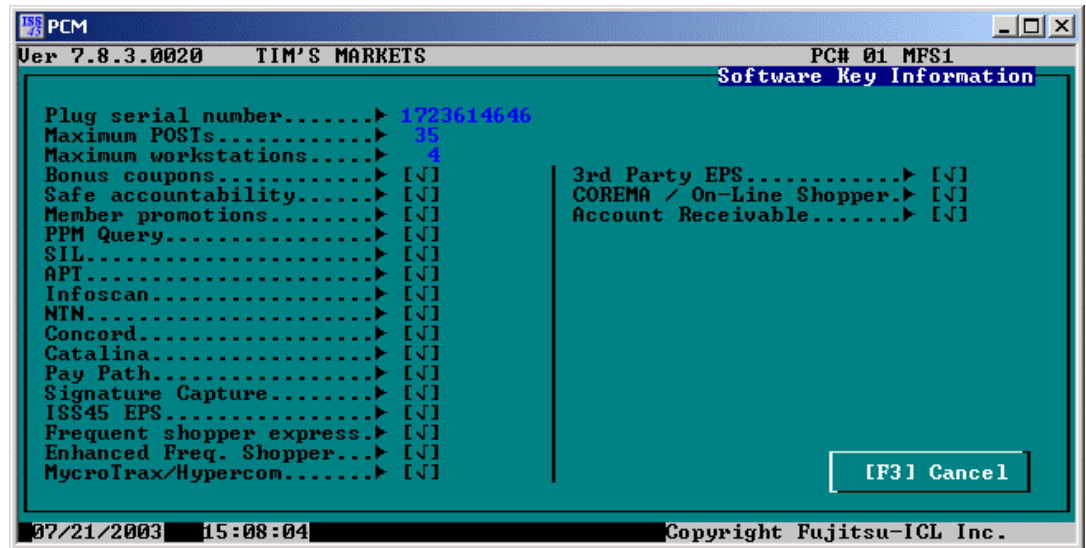 ISS 45 PCM
Ver 7.8.3.0020 TIM'S MARKETS PC# 01 MFS1
Software Key Information
Plug serial number.......► 1723614646
Maximum POSTs............► 35
Maximum workstations.....► 4
Bonus coupons............► [√]
Safe accountability......► [√]
Member promotions........► [√]
PPM Query................► [√]
SIL......................► [√]
APT......................► [√]
Infoscan.................► [√]
NTN......................► [√]
Concord..................► [√]
Catalina.................► [√]
Pay Path.................► [√]
Signature Capture........► [√]
ISS45 EPS................► [√]
Frequent shopper express.► [√]
Enhanced Freq. Shopper...► [√]
MycroTrax/Hypercom.......► [√]
3rd Party EPS............► [√]
COREMA / On-Line Shopper.► [√]
Account Receivable.......► [√]
[F3] Cancel
07/21/2003 15:08:04 Copyright Fujitsu-ICL Inc.